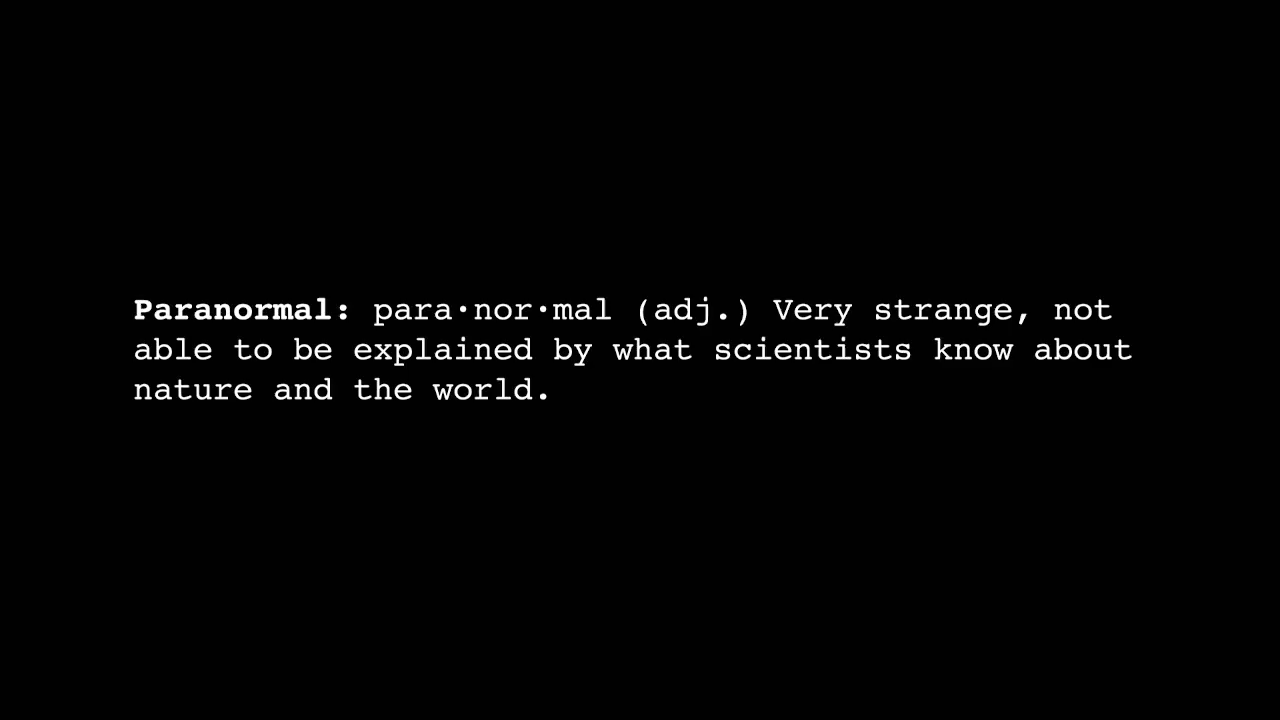 Paranormal: para·nor·mal (adj.) Very strange, not
able to be explained by what scientists know about
nature and the world.